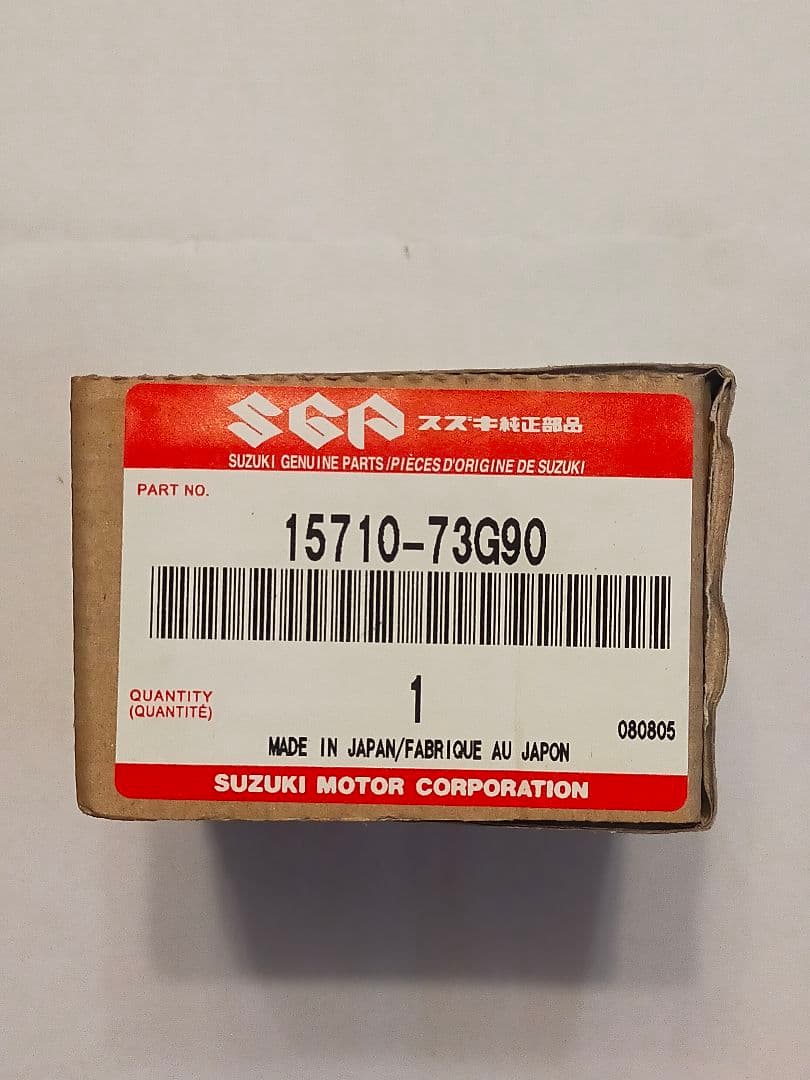 SGP スズキ純正部品
SUZUKI GENUINE PARTS/PIÈCES D'ORIGINE DE SUZUKI
PART NO.
15710-73G90
QUANTITY 1
(QUANTITÉ)
080805
MADE IN JAPAN/FABRIQUE AU JAPON
SUZUKI MOTOR CORPORATION